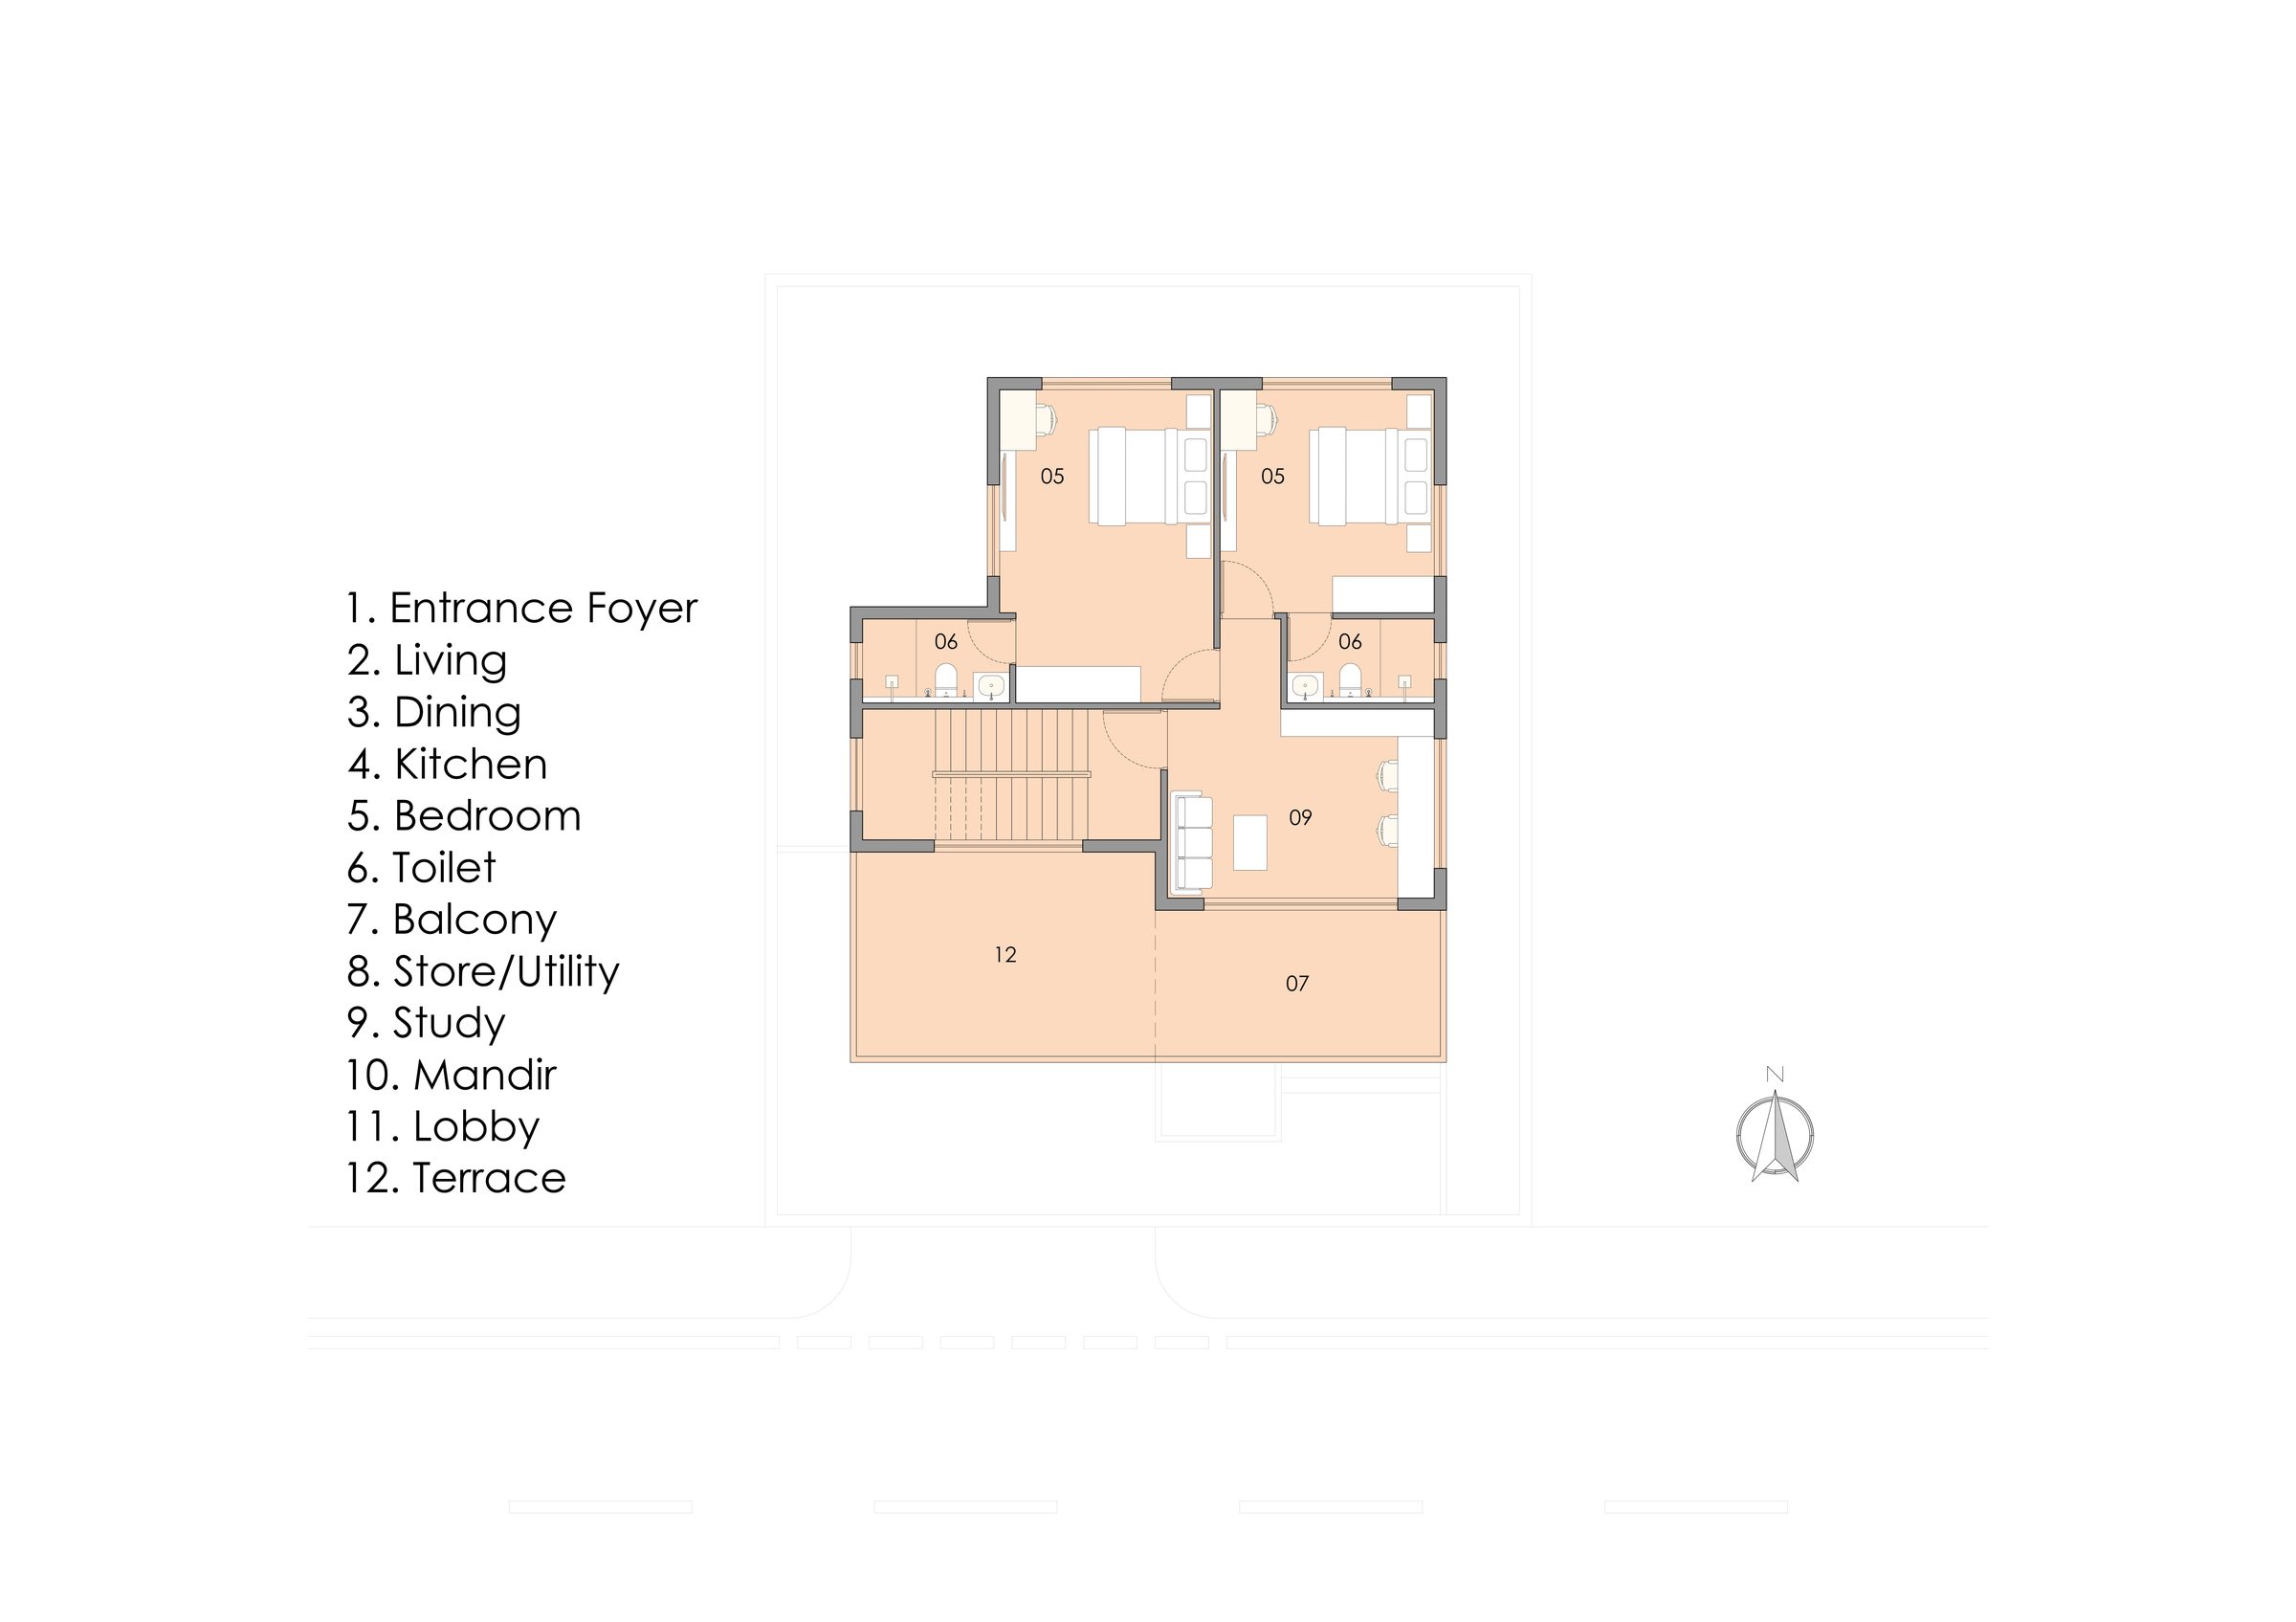 05
05
1. Entrance Foyer
06
06
2. Living
3. Dining
4. Kitchen
5. Bedroom
09
6. Toilet
7. Balcony
12
07
8. Store/Utility
9. Study
10. Mandir
N
11. Lobby
12. Terrace